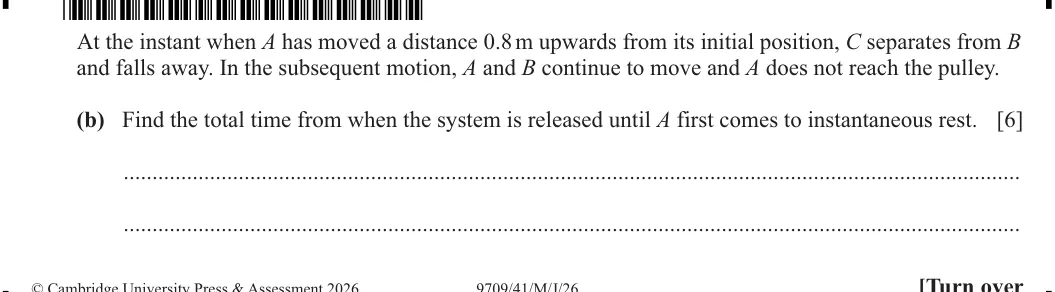 At the instant when A has moved a distance 0.8 m upwards from its initial position, C separates from B
and falls away. In the subsequent motion, A and B continue to move and A does not reach the pulley.
(b) Find the total time from when the system is released until A first comes to instantaneous rest. [6]
................................................................................................................................................................
................................................................................................................................................................
© Cambridge University Press & Assessment 2026 9709/41/M/J/26 [Turn over